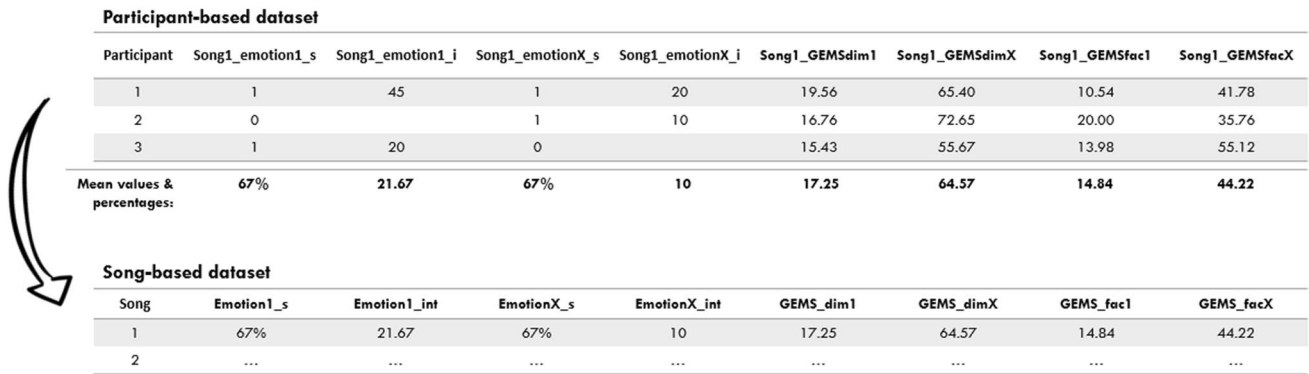 Participant-based dataset
Participant Song1_emotion1_s Song1_emotion1_i Song1_emotionX_s Song1_emotionX_i Song1_GEMSdim1 Song1_GEMSdimX Song1_GEMSfac1 Song1_GEMSfacX
1 1 45 1 20 19.56 65.40 10.54 41.78
2 0 1 10 16.76 72.65 20.00 35.76
3 1 20 0 15.43 55.67 13.98 55.12
Mean values & 67% 21.67 67% 10 17.25 64.57 14.84 44.22
percentages:
Song-based dataset
Song Emotion1_s Emotion1_int EmotionX_s EmotionX_int GEMS_dim1 GEMS_dimX GEMS_fac1 GEMS_facX
1 67% 21.67 67% 10 17.25 64.57 14.84 44.22
2 ... ... ... ... ... ... ... ...